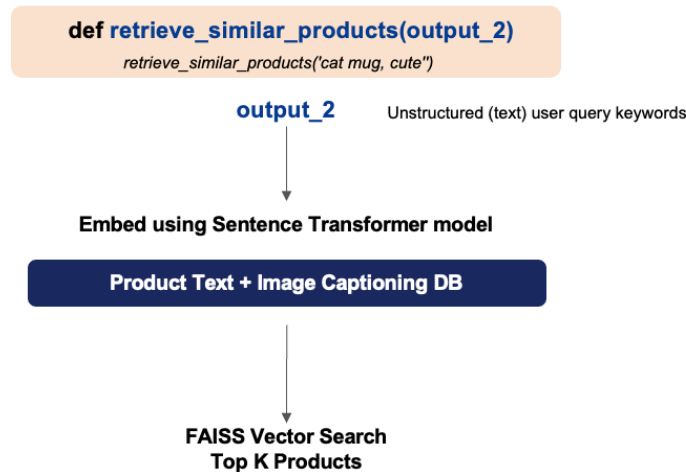 def retrieve_similar_products(output_2)
retrieve_similar_products('cat mug, cute")
output_2
Unstructured (text) user query keywords
Embed using Sentence Transformer model
Product Text + Image Captioning DB
FAISS Vector Search
Top K Products